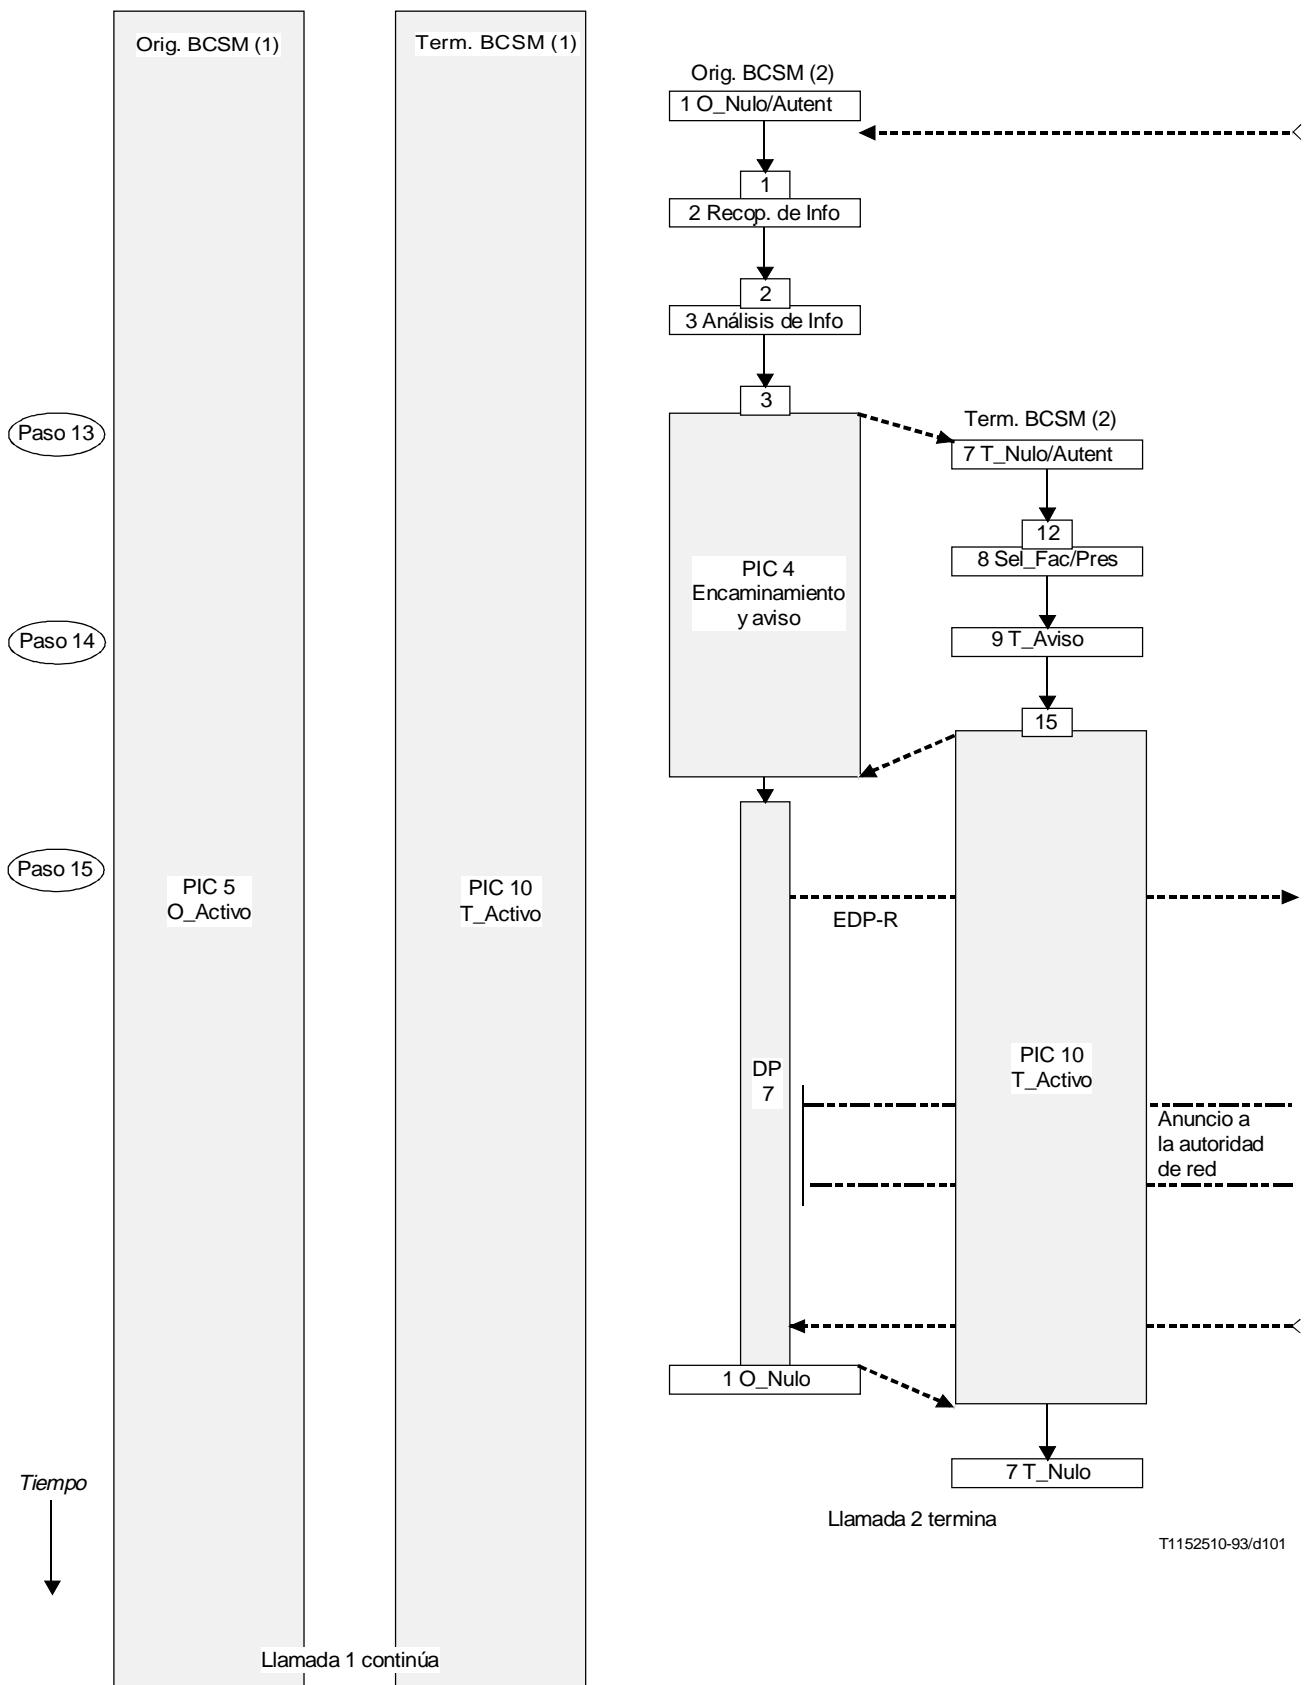 Orig. BCSM (1)
Term. BCSM (1)
Orig. BCSM (2)
1 O_Nulo/Autent
1
2 Recop. de Info
2
3 Análisis de Info
3
Paso 13
Term. BCSM (2)
7 T_Nulo/Autent
12
8 Sel_Fac/Pres
PIC 4
Encaminamiento
y aviso
Paso 14
9 T_Aviso
15
Paso 15
PIC 5
O_Activo
PIC 10
T_Activo
EDP-R
DP
7
PIC 10
T_Activo
Anuncio a
la autoridad
de red
1 O_Nulo
7 T_Nulo
Tiempo
Llamada 2 termina
T1152510-93/d101
Llamada 1 continúa